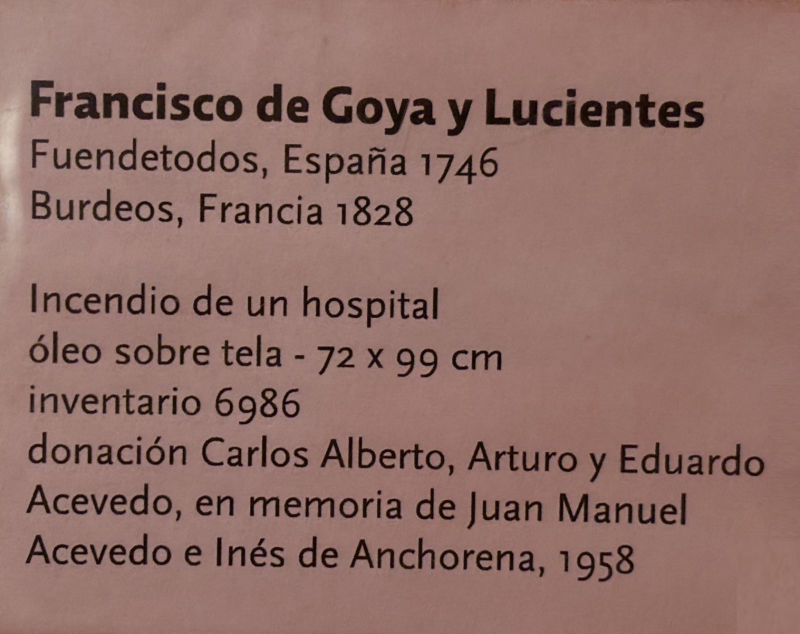 Francisco de Goya y Lucientes
Fuendetodos, España 1746
Burdeos, Francia 1828
Incendio de un hospital
óleo sobre tela - 72 x 99 cm
inventario 6986
donación Carlos Alberto, Arturo y Eduardo
Acevedo, en memoria de Juan Manuel
Acevedo e Inés de Anchorena, 1958